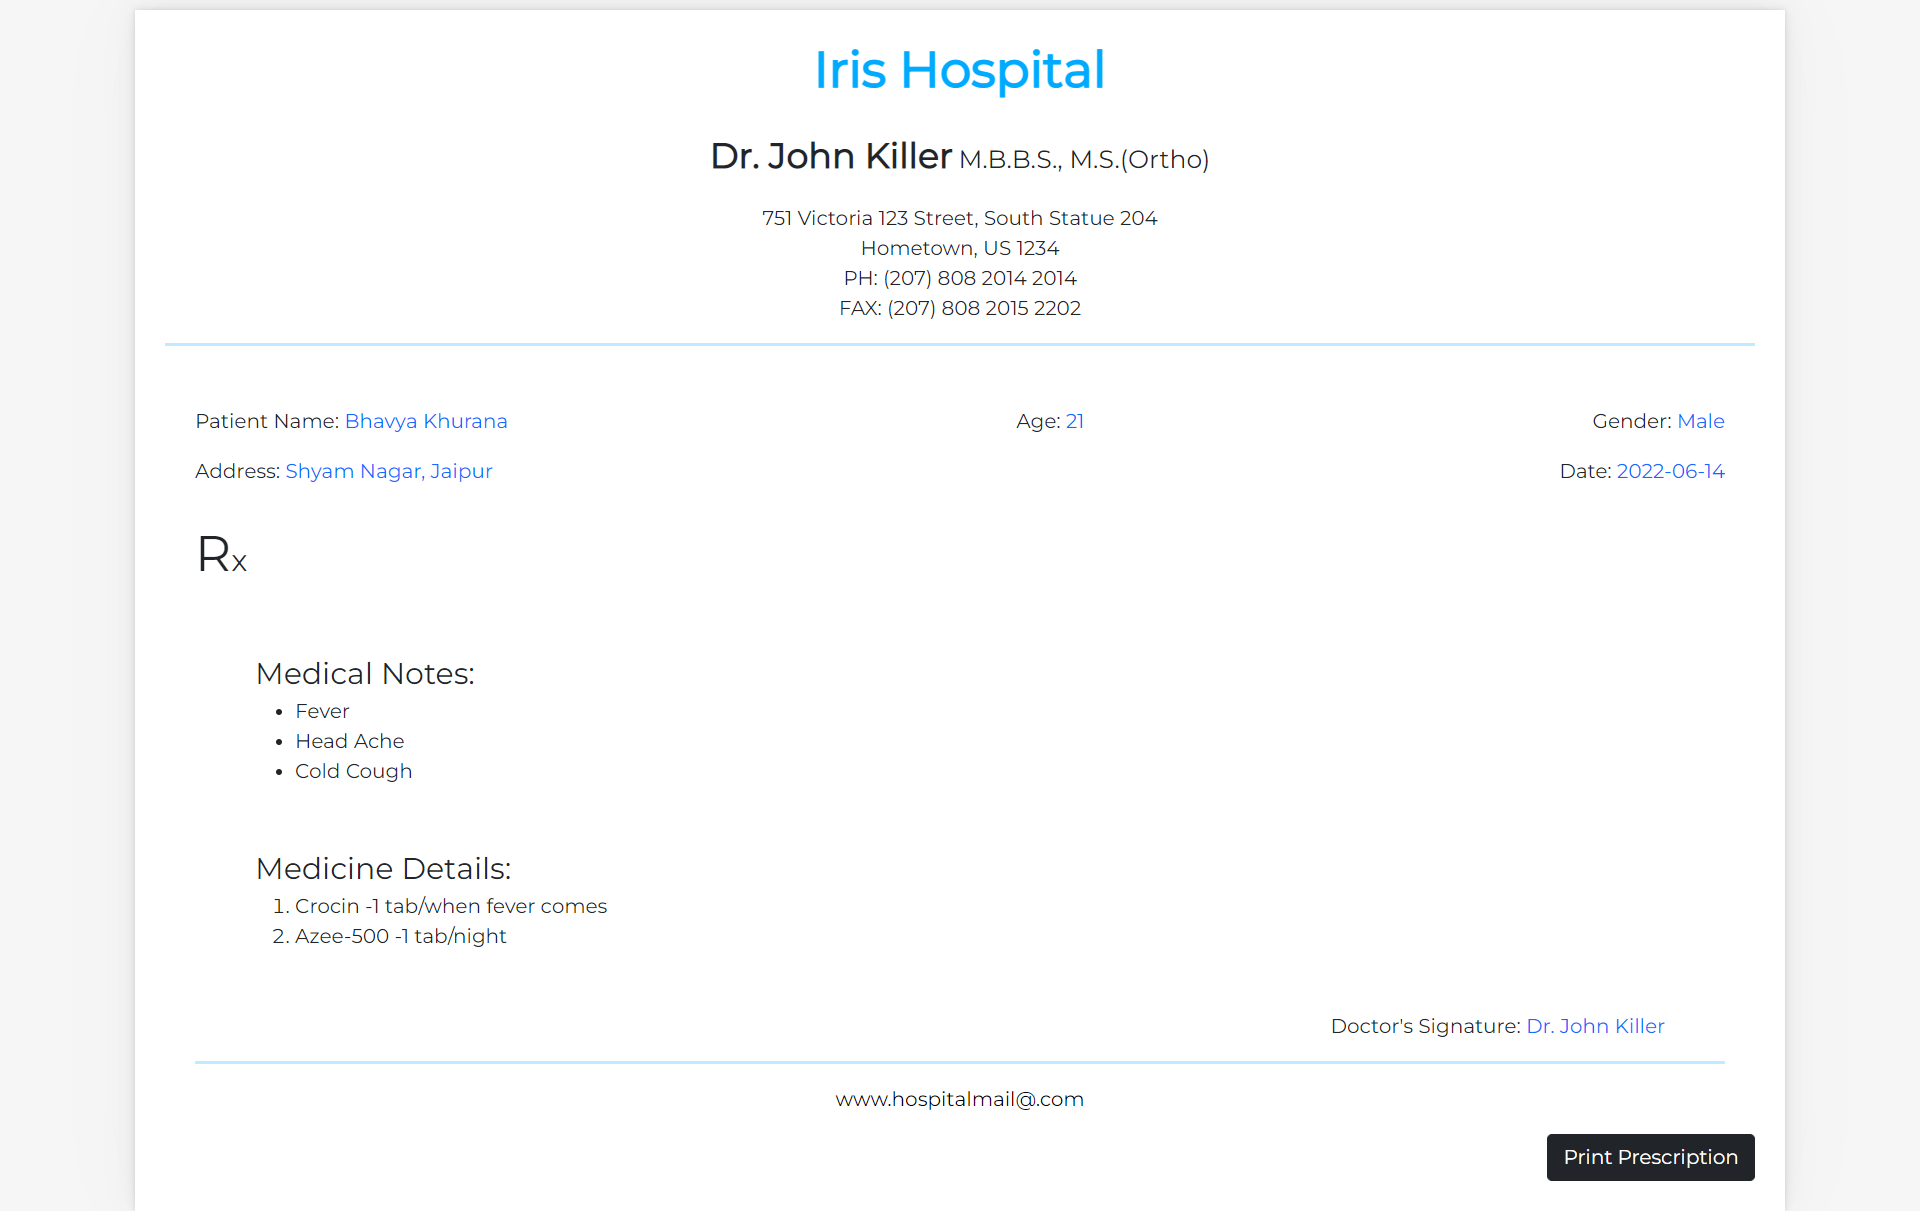 Iris Hospital
Dr. John Killer M.B.B.S., M.S.(Ortho)
751 Victoria 123 Street, South Statue 204
Hometown, US 1234
PH: (207) 808 2014 2014
FAX: (207) 808 2015 2202
Patient Name: Bhavya Khurana Age: 21 Gender: Male
Address: Shyam Nagar, Jaipur Date: 2022-06-14
Rx
Medical Notes:
• Fever
• Head Ache
• Cold Cough
Medicine Details:
1. Crocin -1 tab/when fever comes
2. Azee-500 -1 tab/night
Doctor's Signature: Dr. John Killer
www.hospitalmail@.com
Print Prescription